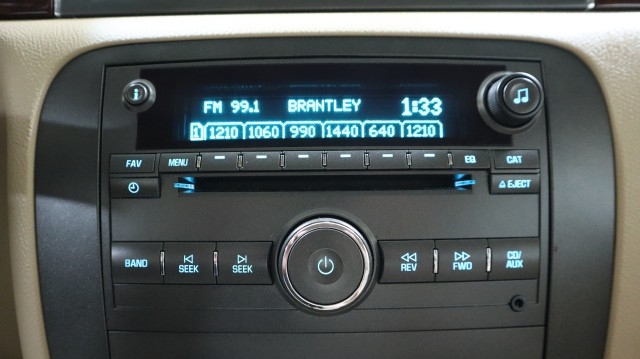 FM 99.1 BRANTLEY 1:33
1 1210 1060 990 1440 640 1210
FAV MENU EQ CAT
EJECT
BAND SEEK SEEK REV FWD CD/AUX